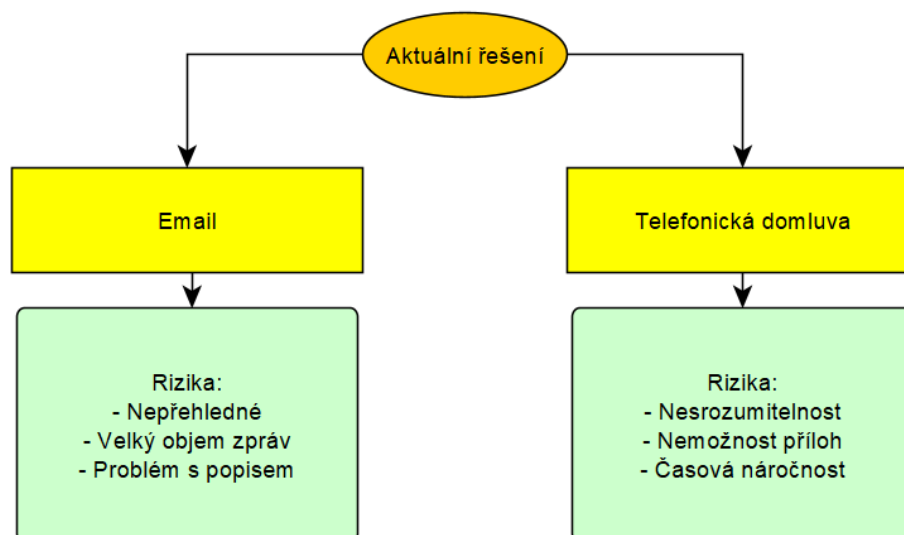 Aktuální řešení
Email
Telefonická domluva
Rizika:
- Nepřehledné
- Velký objem zpráv
- Problém s popisem
Rizika:
- Nesrozumitelnost
- Nemožnost příloh
- Časová náročnost